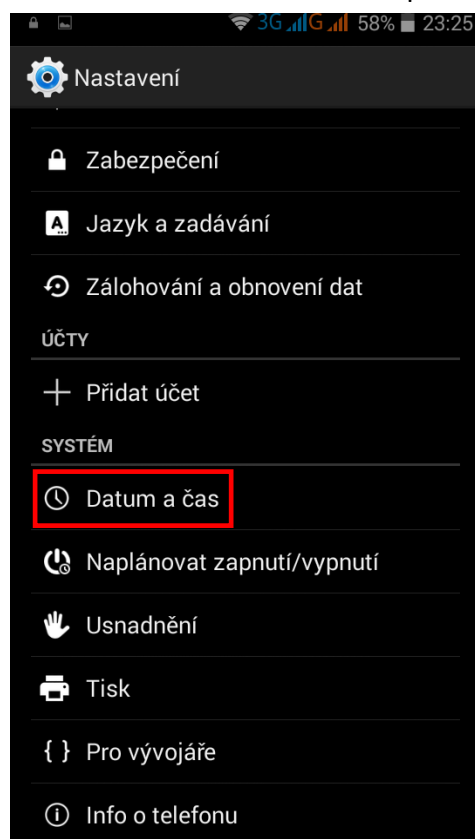 3G G 58% 23:25
Nastavení
Zabezpečení
Jazyk a zadávání
Zálohování a obnovení dat
ÚČTY
Přidat účet
SYSTÉM
Datum a čas
Naplánovat zapnutí/vypnutí
Usnadnění
Tisk
{ } Pro vývojáře
Info o telefonu